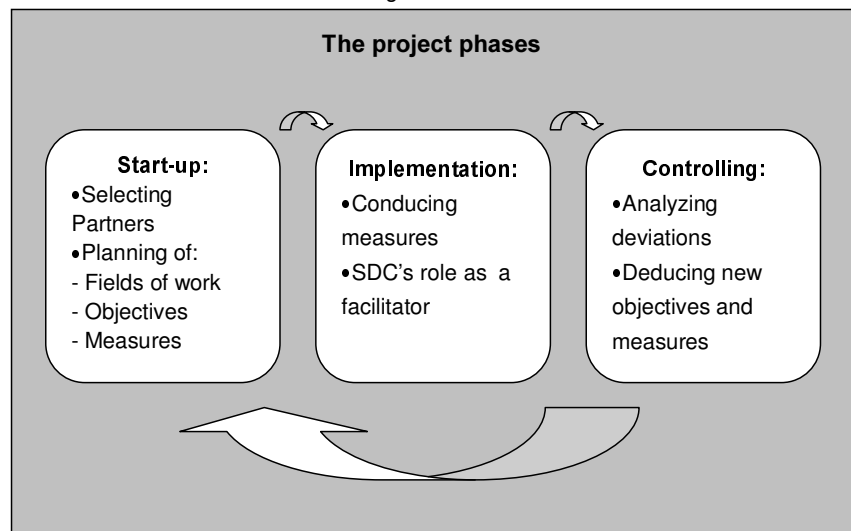 The project phases
Start-up:
•Selecting
Partners
•Planning of:
- Fields of work
- Objectives
- Measures
Implementation:
•Conducing
measures
•SDC's role as a
facilitator
Controlling:
•Analyzing
deviations
•Deducing new
objectives and
measures